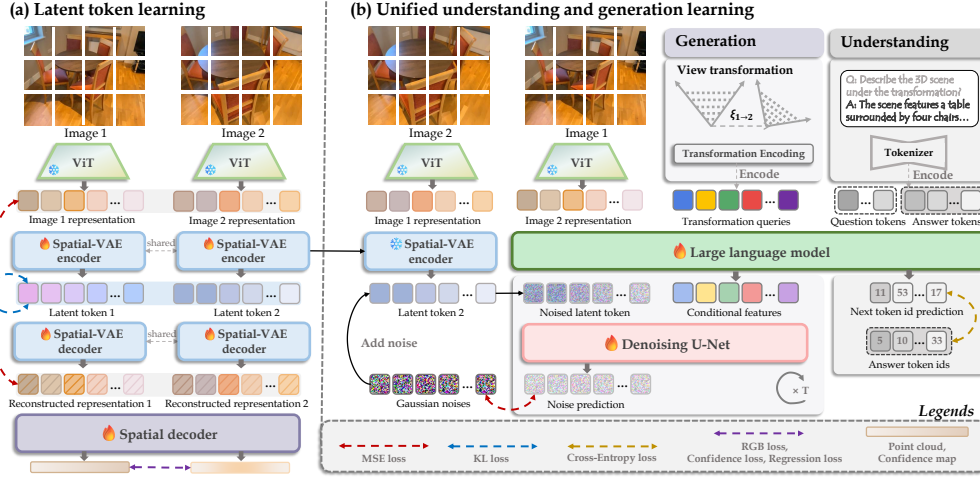 (a) Latent token learning
Image 1
Image 2
ViT
ViT
Image 1 representation
Image 2 representation
Spatial-VAE
encoder
shared
Spatial-VAE
encoder
Latent token 1
Latent token 2
Spatial-VAE
decoder
shared
Spatial-VAE
decoder
Reconstructed representation 1
Reconstructed representation 2
Spatial decoder
(b) Unified understanding and generation learning
Image 2
Image 1
ViT
ViT
Image 1 representation
Image 2 representation
Spatial-VAE
encoder
Latent token 2
Add noise
Gaussian noises
Generation
View transformation
ξ1→2
Transformation Encoding
Encode
Transformation queries
Understanding
Q: Describe the 3D scene
under the transformation?
A: The scene features a table
surrounded by four chairs...
Tokenizer
Encode
Question tokens
Answer tokens
Large language model
Noised latent token
Conditional features
Denoising U-Net
Noise prediction
× T
11 53 ... 17
Next token id prediction
5 10 ... 33
Answer token ids
Legends
MSE loss
KL loss
Cross-Entropy loss
RGB loss,
Confidence loss, Regression loss
Point cloud,
Confidence map